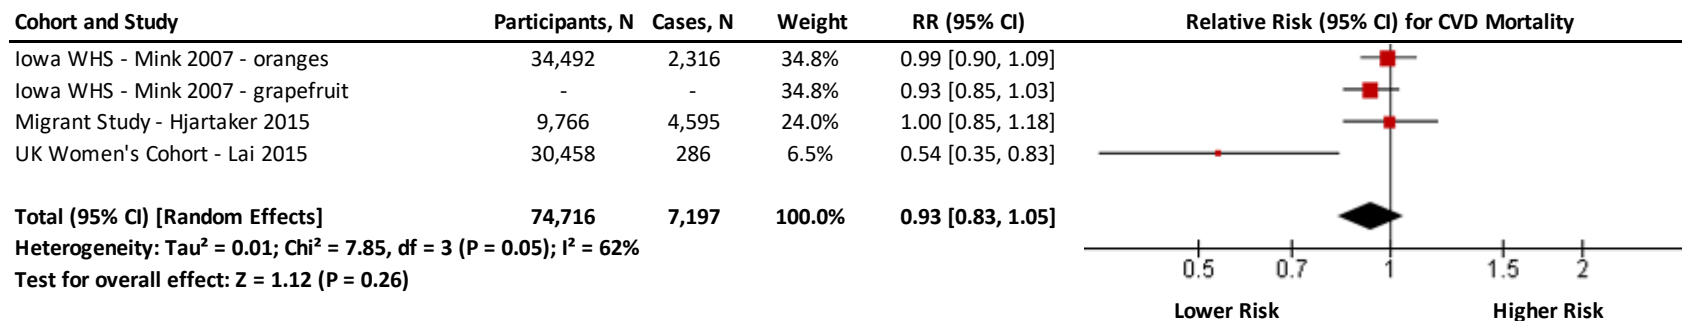 Cohort and Study Participants, N Cases, N Weight RR (95% CI) Relative Risk (95% CI) for CVD Mortality
Iowa WHS - Mink 2007 - oranges 34,492 2,316 34.8% 0.99 [0.90, 1.09]
Iowa WHS - Mink 2007 - grapefruit - - 34.8% 0.93 [0.85, 1.03]
Migrant Study - Hjartaker 2015 9,766 4,595 24.0% 1.00 [0.85, 1.18]
UK Women's Cohort - Lai 2015 30,458 286 6.5% 0.54 [0.35, 0.83]
Total (95% CI) [Random Effects] 74,716 7,197 100.0% 0.93 [0.83, 1.05]
Heterogeneity: Tau² = 0.01; Chi² = 7.85, df = 3 (P = 0.05); I² = 62%
Test for overall effect: Z = 1.12 (P = 0.26)
0.5 0.7 1 1.5 2
Lower Risk Higher Risk